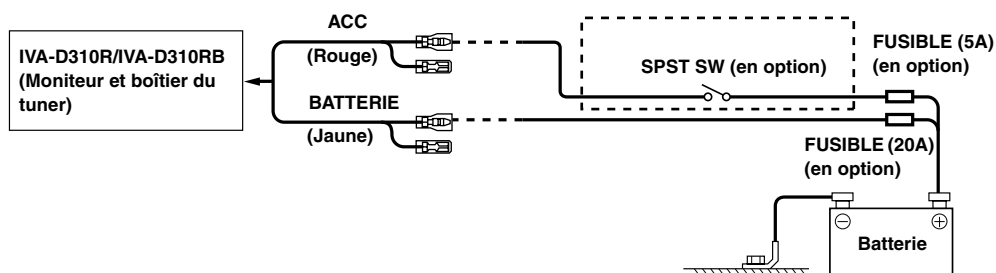 ACC
(Rouge)
IVA-D310R/IVA-D310RB
(Moniteur et boîtier du
tuner)
BATTERIE
(Jaune)
SPST SW (en option)
FUSIBLE (5A)
(en option)
FUSIBLE (20A)
(en option)
Batterie